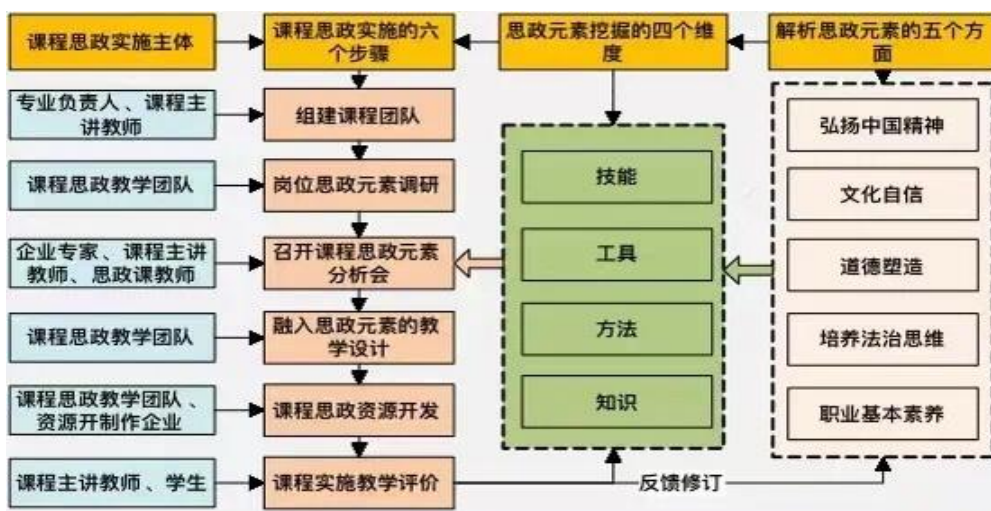 课程思政实施主体
课程思政实施的六
个步骤
思政元素挖掘的四个维
度
解析思政元素的五个方
面
专业负责人、课程主
讲教师
组建课程团队
课程思政教学团队
岗位思政元素调研
企业专家、课程主讲
教师、思政课教师
召开课程思政元素
分析会
课程思政教学团队
融入思政元素的教
学设计
课程思政教学团队、
资源开制作企业
课程思政资源开发
课程主讲教师、学生
课程实施教学评价
技能
工具
方法
知识
弘扬中国精神
文化自信
道德塑造
培养法治思维
职业基本素养
反馈修订